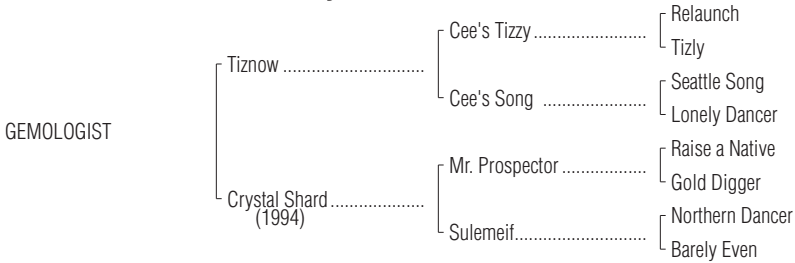 Relaunch
Cee's Tizzy ..........................
Tizly
Tiznow .................................
Seattle Song
Cee's Song ........................
Lonely Dancer
GEMOLOGIST
Raise a Native
Mr. Prospector ...................
Gold Digger
Crystal Shard .....................
(1994)
Northern Dancer
Sulemeif..............................
Barely Even